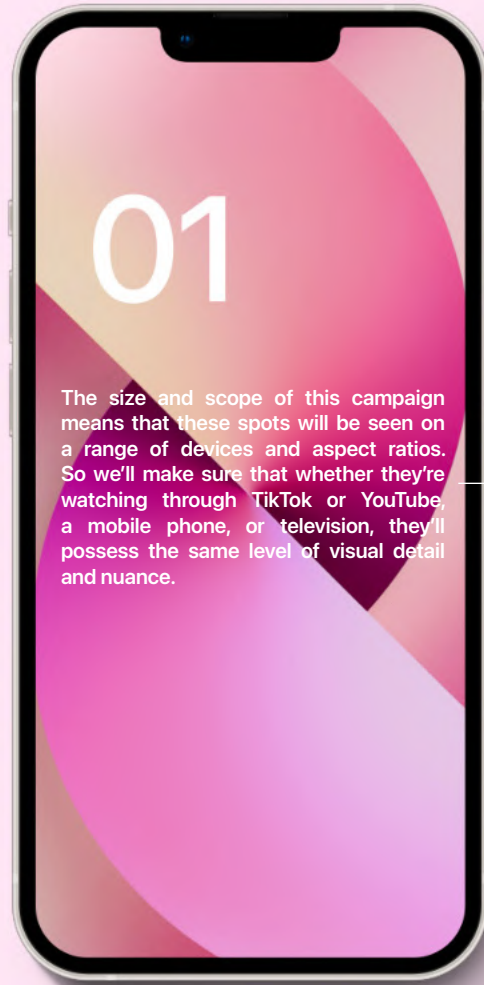 01
The size and scope of this campaign
means that these spots will be seen on
a range of devices and aspect ratios.
So we’ll make sure that whether they’re
watching through TikTok or YouTube,
a mobile phone, or television, they’ll
possess the same level of visual detail
and nuance.